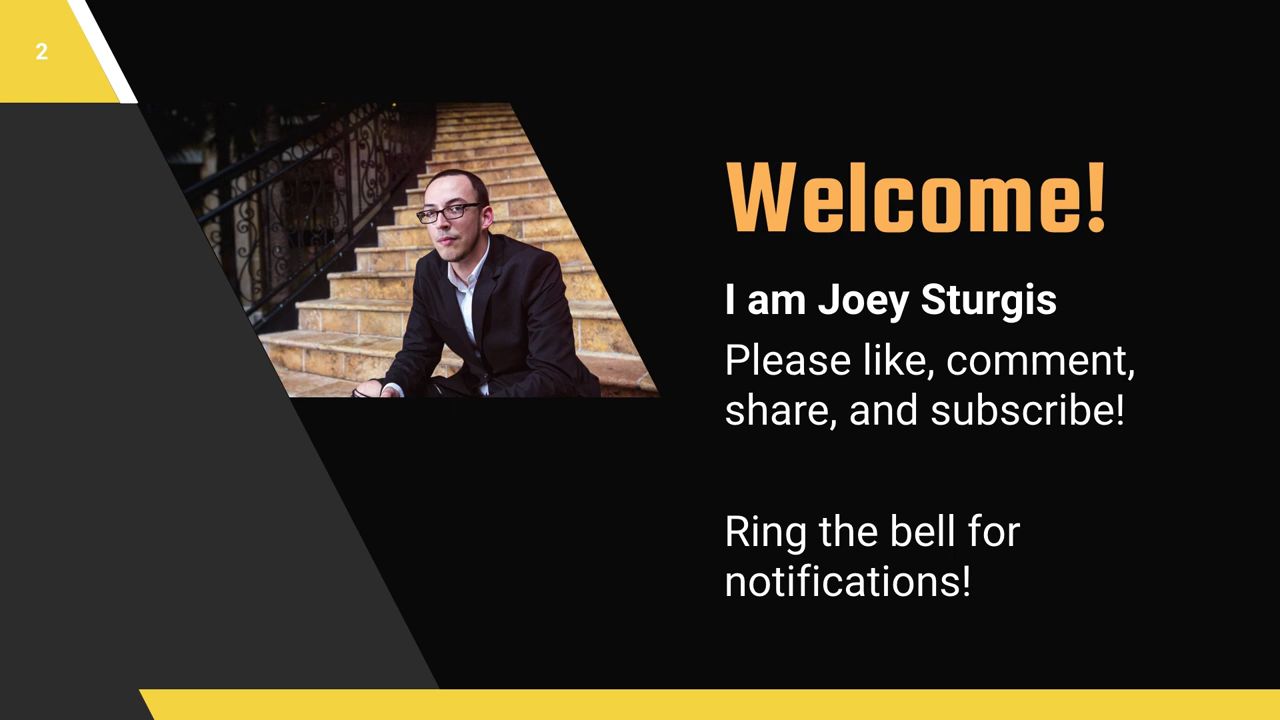 2
Welcome!
I am Joey Sturgis
Please like, comment,
share, and subscribe!
Ring the bell for
notifications!